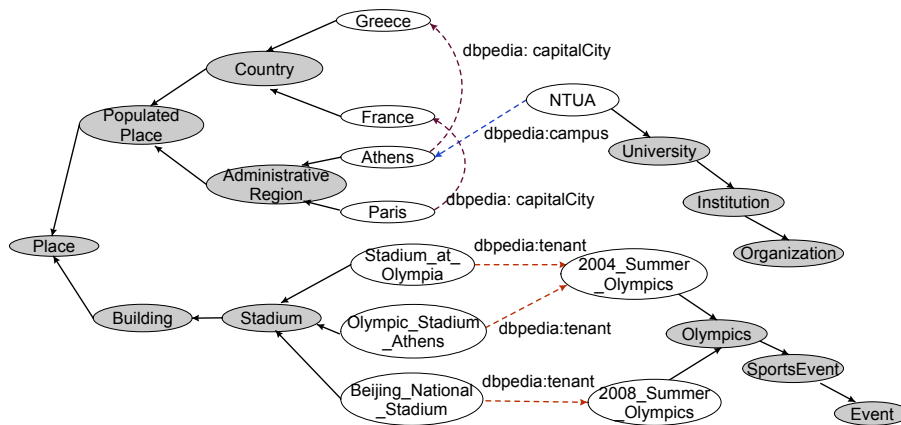 Greece
dbpedia: capitalCity
Country
NTUA
France
Populated
Place
dbpedia:campus
University
Athens
Administrative
Region
Institution
Paris
dbpedia: capitalCity
Place
Stadium_at
_Olympia
dbpedia:tenant
2004_Summer
_Olympics
Organization
Building
Stadium
Olympic_Stadium
_Athens
dbpedia:tenant
Olympics
SportsEvent
Beijing_National
_Stadium
dbpedia:tenant
2008_Summer
_Olympics
Event